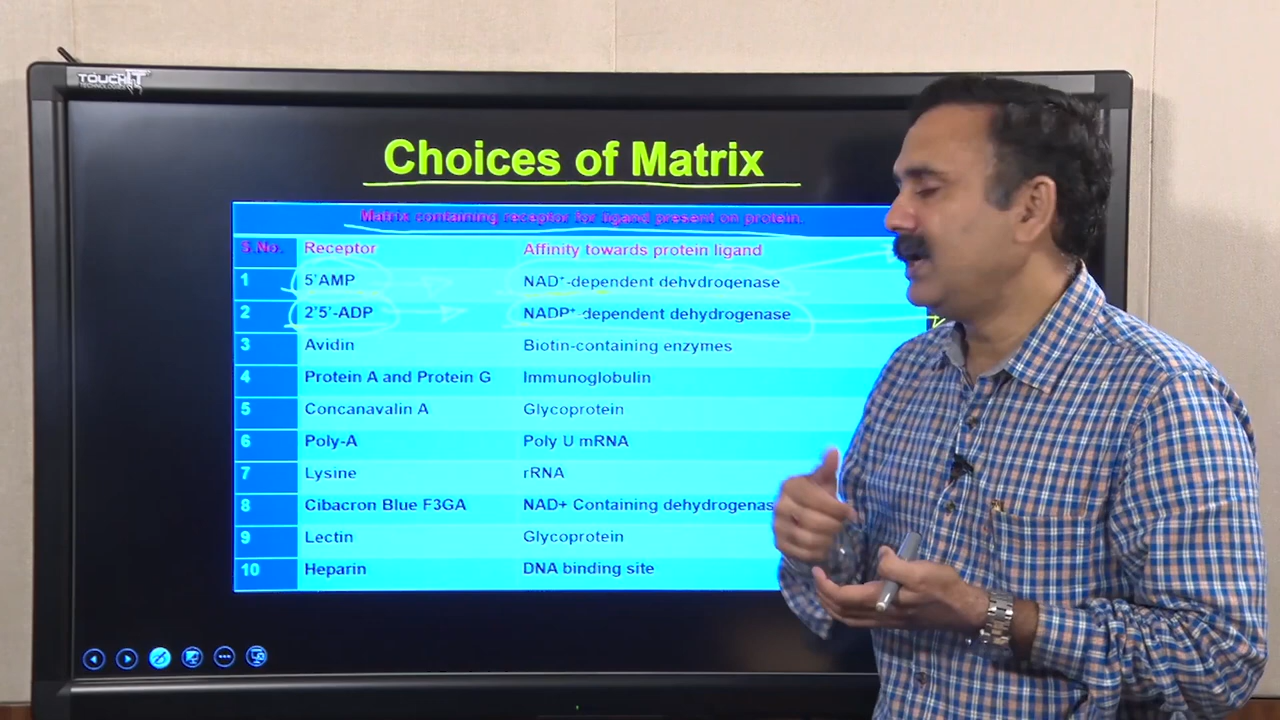 TOUCHIT
TECHNOLOGIES
Choices of Matrix
Matrix containing receptor for ligand present on protein.
S.No. Receptor Affinity towards protein ligand
1 5'AMP NAD⁺-dependent dehydrogenase
2 2'5'-ADP NADP⁺-dependent dehydrogenase
3 Avidin Biotin-containing enzymes
4 Protein A and Protein G Immunoglobulin
5 Concanavalin A Glycoprotein
6 Poly-A Poly U mRNA
7 Lysine rRNA
8 Cibacron Blue F3GA NAD+ Containing dehydrogenas
9 Lectin Glycoprotein
10 Heparin DNA binding site